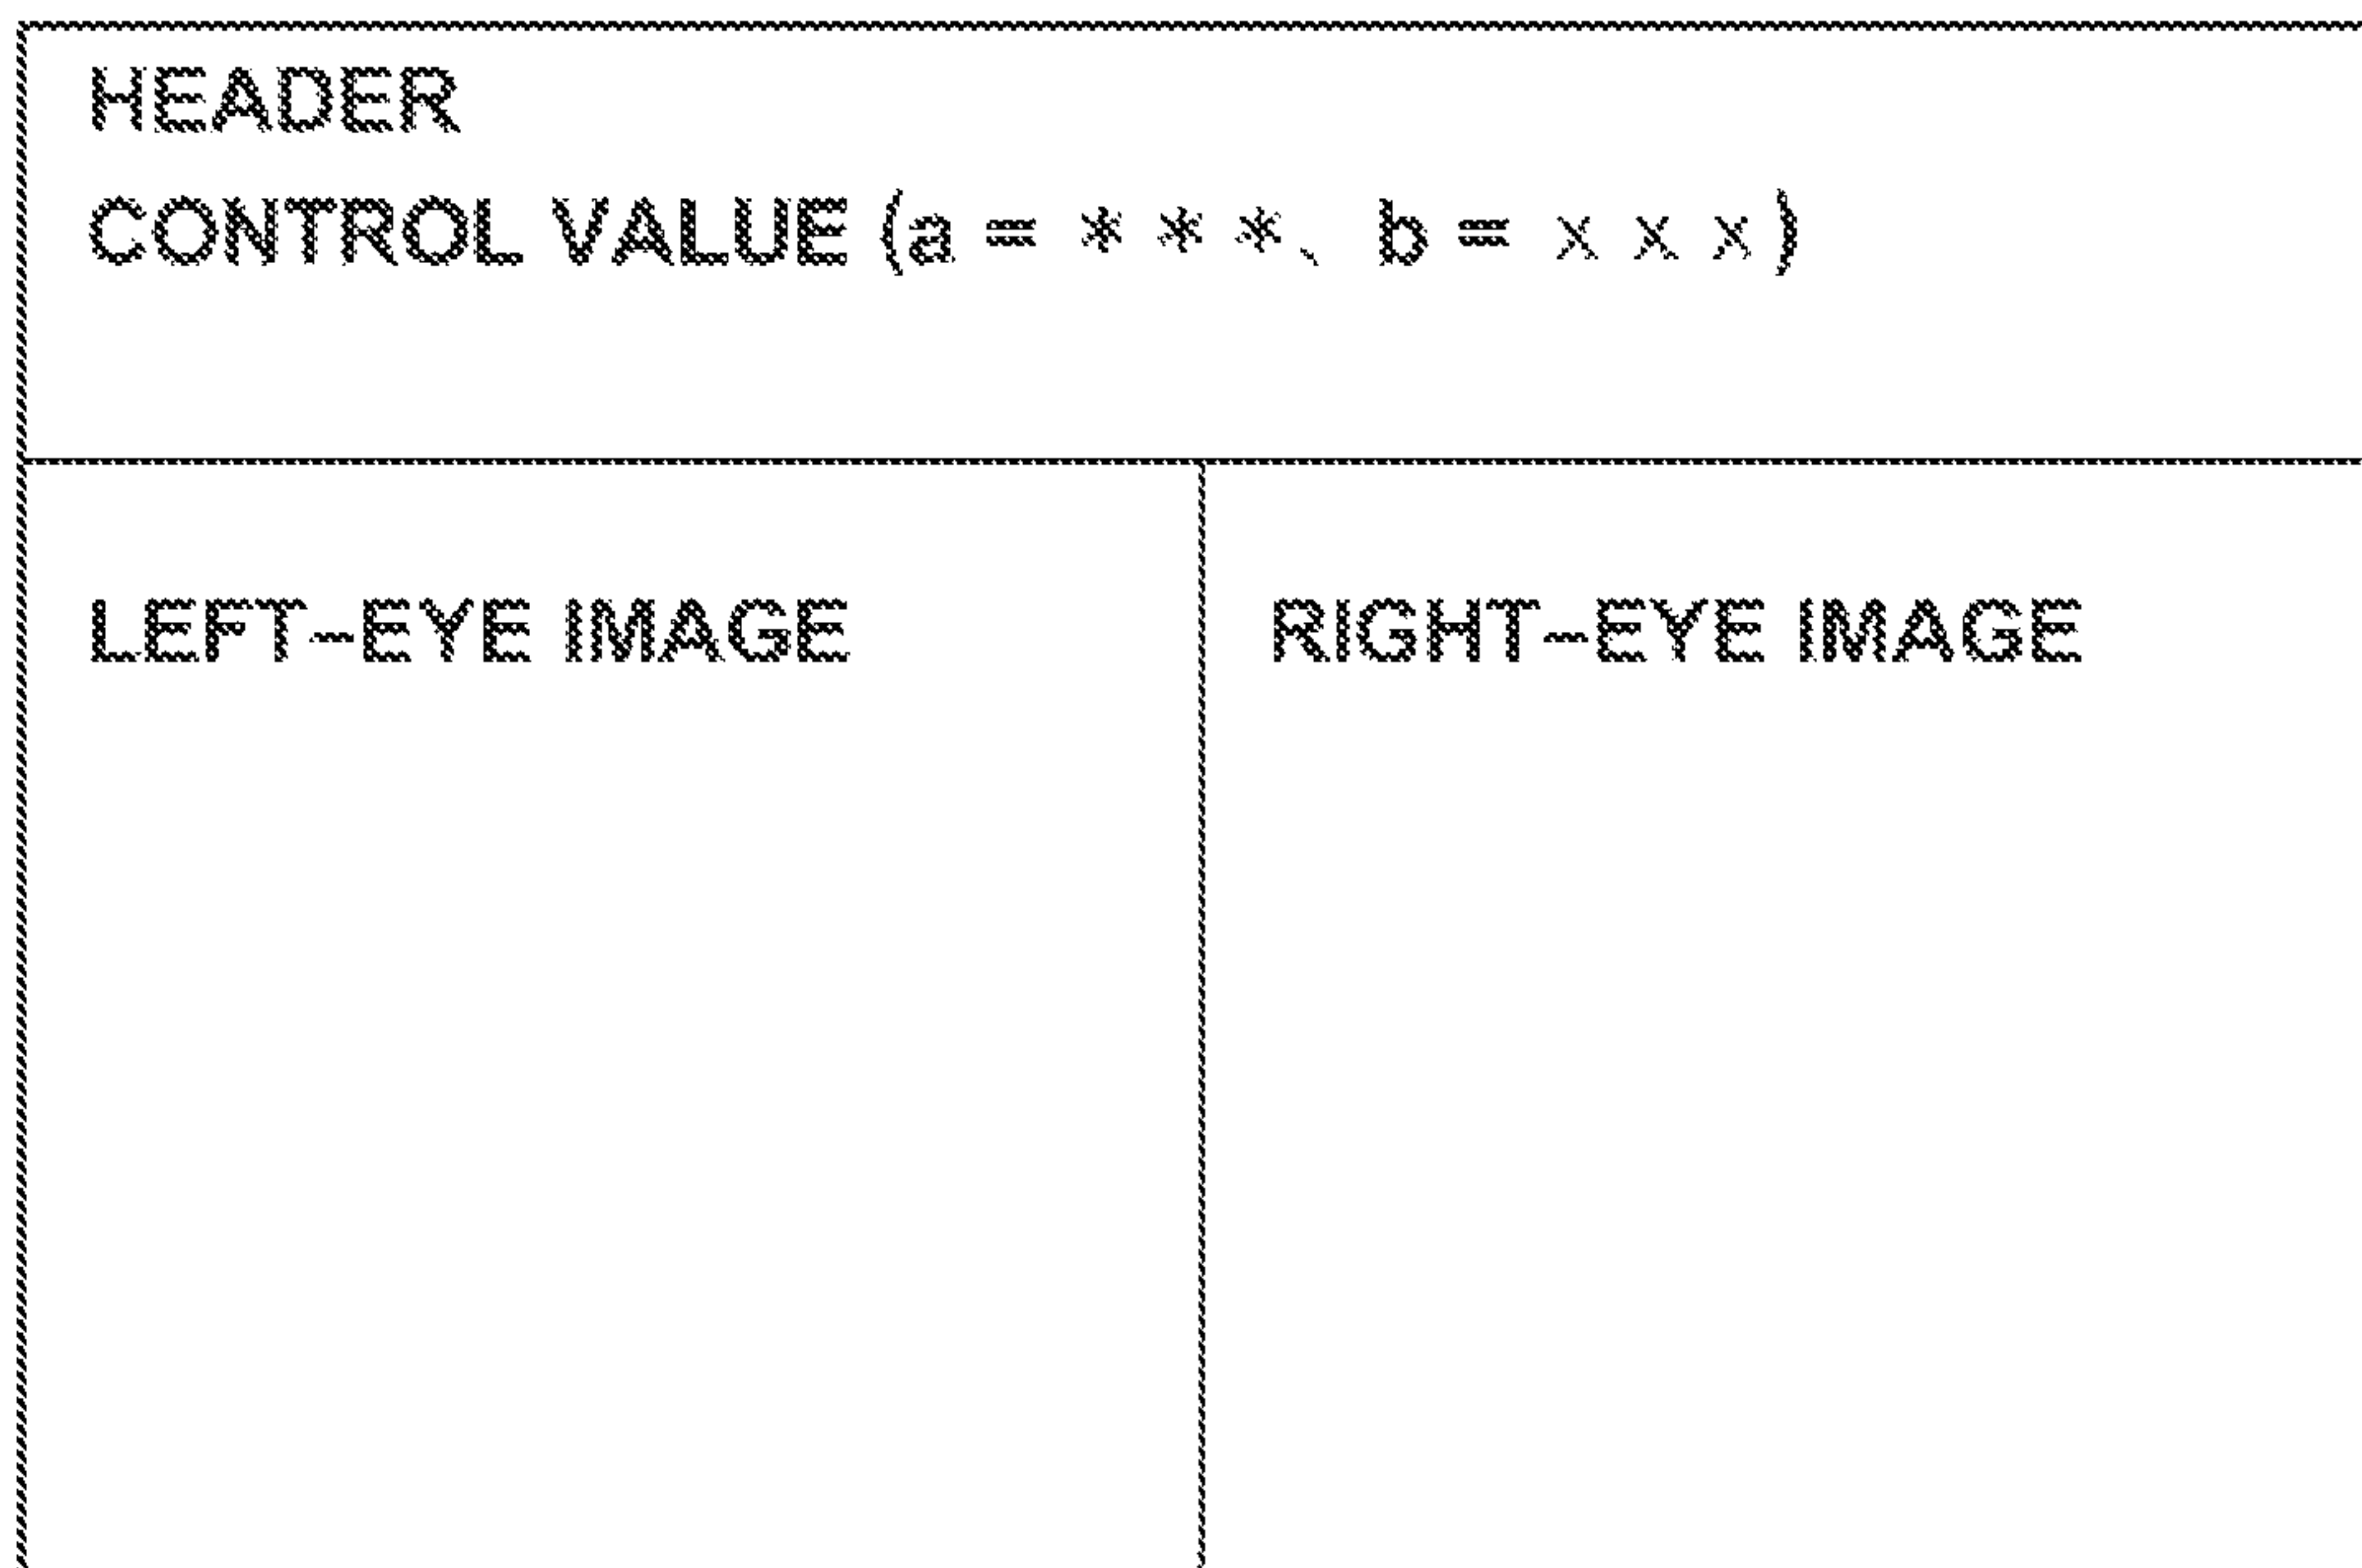 HEADER
CONTROL VALUE (a = * * *、 b = x x x)
LEFT-EYE IMAGE
RIGHT-EYE IMAGE